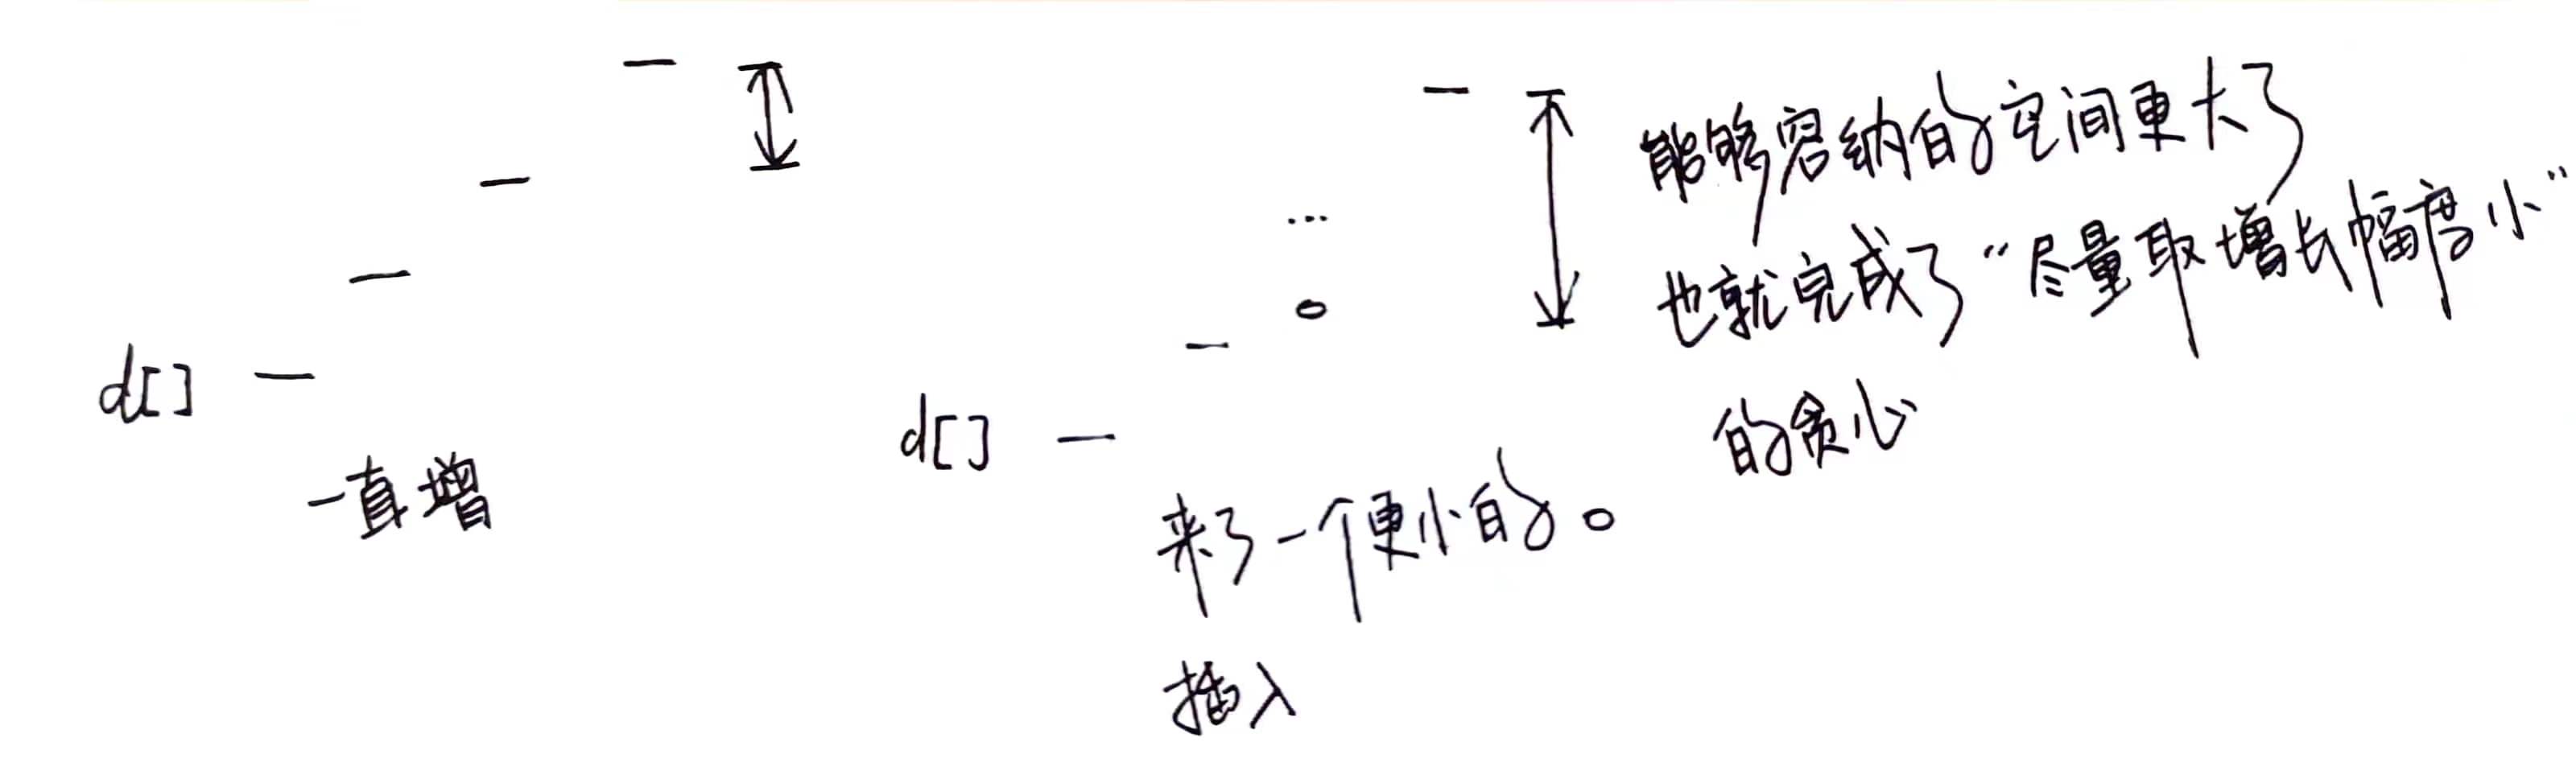 d[]
一直增
d[]
...
来了一个更小的o
插入
能够容纳的空间更大了
也就完成了“尽量取增长幅度小”
的贪心